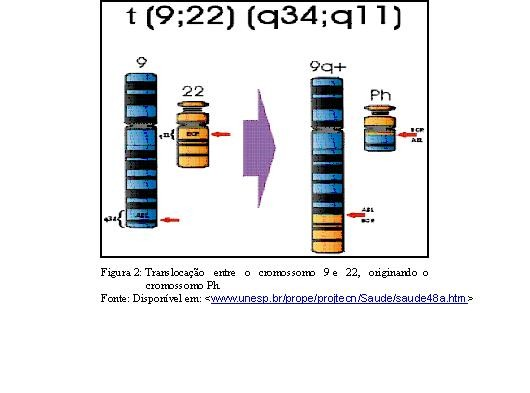 t (9;22) (q34;q11)
9
22
9q+
Ph
q11
BCR
BCR
ABL
q34
ABL
ABL
BCR
Figura 2: Translocação entre o cromossomo 9 e 22, originando o
cromossomo Ph.
Fonte: Disponível em: <www.unesp.br/prope/projtecn/Saude/saude48a.htm>